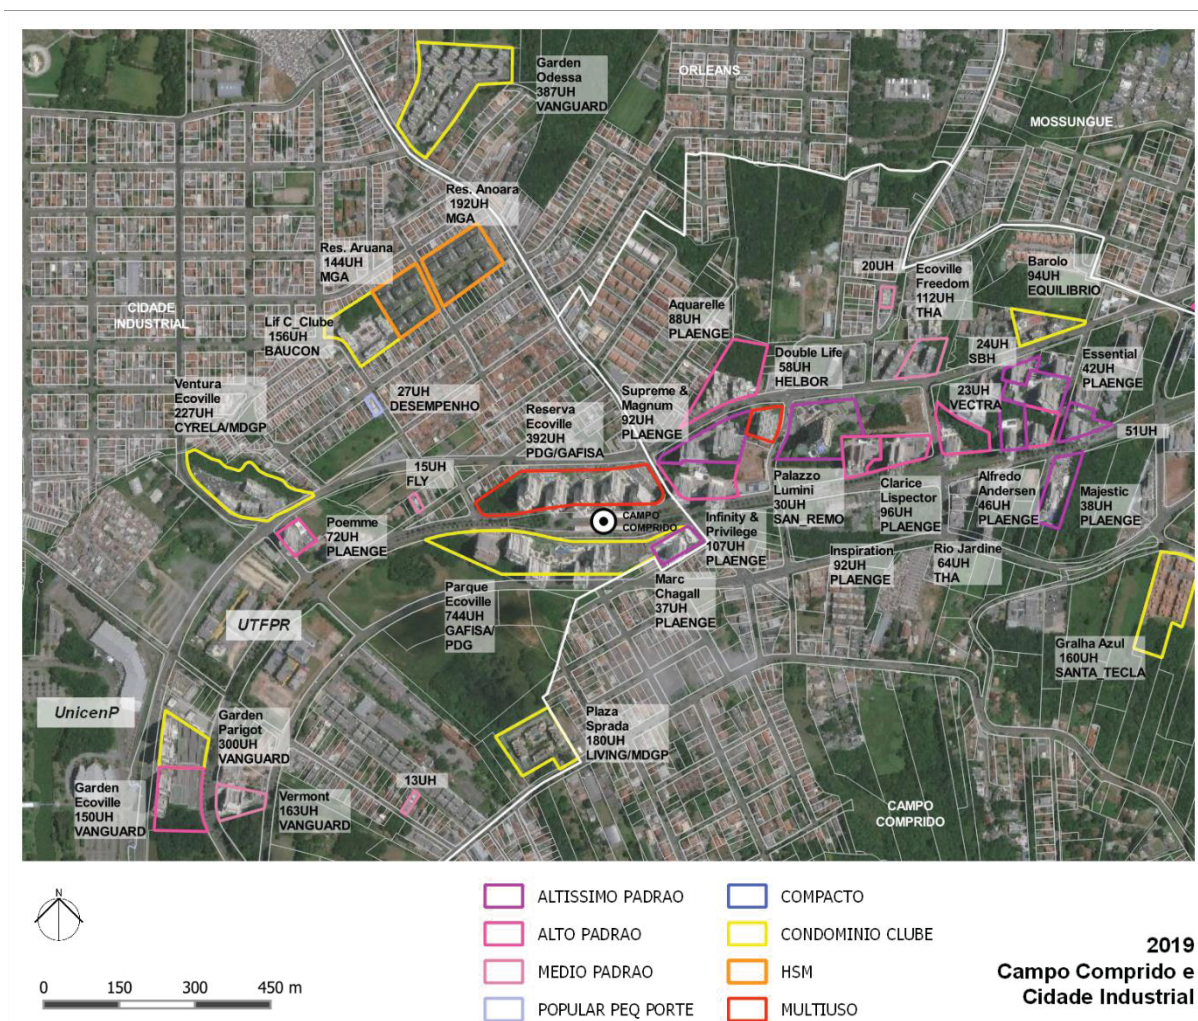 Garden
Odessa
387UH
VANGUARD
ORLEANS
MOSSUNGUE
Res. Anoara
192UH
MGA
Res. Aruana
144UH
MGA
CIDADE
INDUSTRIAL
Lif C_Clube
156UH
BAUCON
Ventura
Ecoville
227UH
CYRELA/MDGP
27UH
DESEMPENHO
Reserva
Ecoville
392UH
PDG/GAFISA
15UH
FLY
Supreme &
Magnum
92UH
PLAENGE
Aquarelle
88UH
PLAENGE
Double Life
58UH
HELBOR
20UH
Ecoville
Freedom
112UH
THA
Barolo
94UH
EQUILIBRIO
24UH
SBH
Essential
42UH
PLAENGE
23UH
VECTRA
51UH
Poemme
72UH
PLAENGE
CAMPO
COMPRIDO
Infinity &
Privilege
107UH
PLAENGE
Palazzo
Lumini
30UH
SAN_REMO
Clarice
Lispector
96UH
PLAENGE
Alfredo
Andersen
46UH
PLAENGE
Majestic
38UH
PLAENGE
Inspiration
92UH
PLAENGE
Rio Jardine
64UH
THA
Parque
Ecoville
744UH
GAFISA/
PDG
Marc
Chagall
37UH
PLAENGE
UTFPR
Gralha Azul
160UH
SANTA_TECLA
UnicenP
Garden
Parigot
300UH
VANGUARD
Plaza
Sprada
180UH
LIVING/MDGP
Garden
Ecoville
150UH
VANGUARD
Vermont
163UH
VANGUARD
13UH
CAMPO
COMPRIDO
N
0 150 300 450 m
ALTISSIMO PADRAO
ALTO PADRAO
MEDIO PADRAO
POPULAR PEQ PORTE
COMPACTO
CONDOMINIO CLUBE
HSM
MULTIUSO
2019
Campo Comprido e
Cidade Industrial